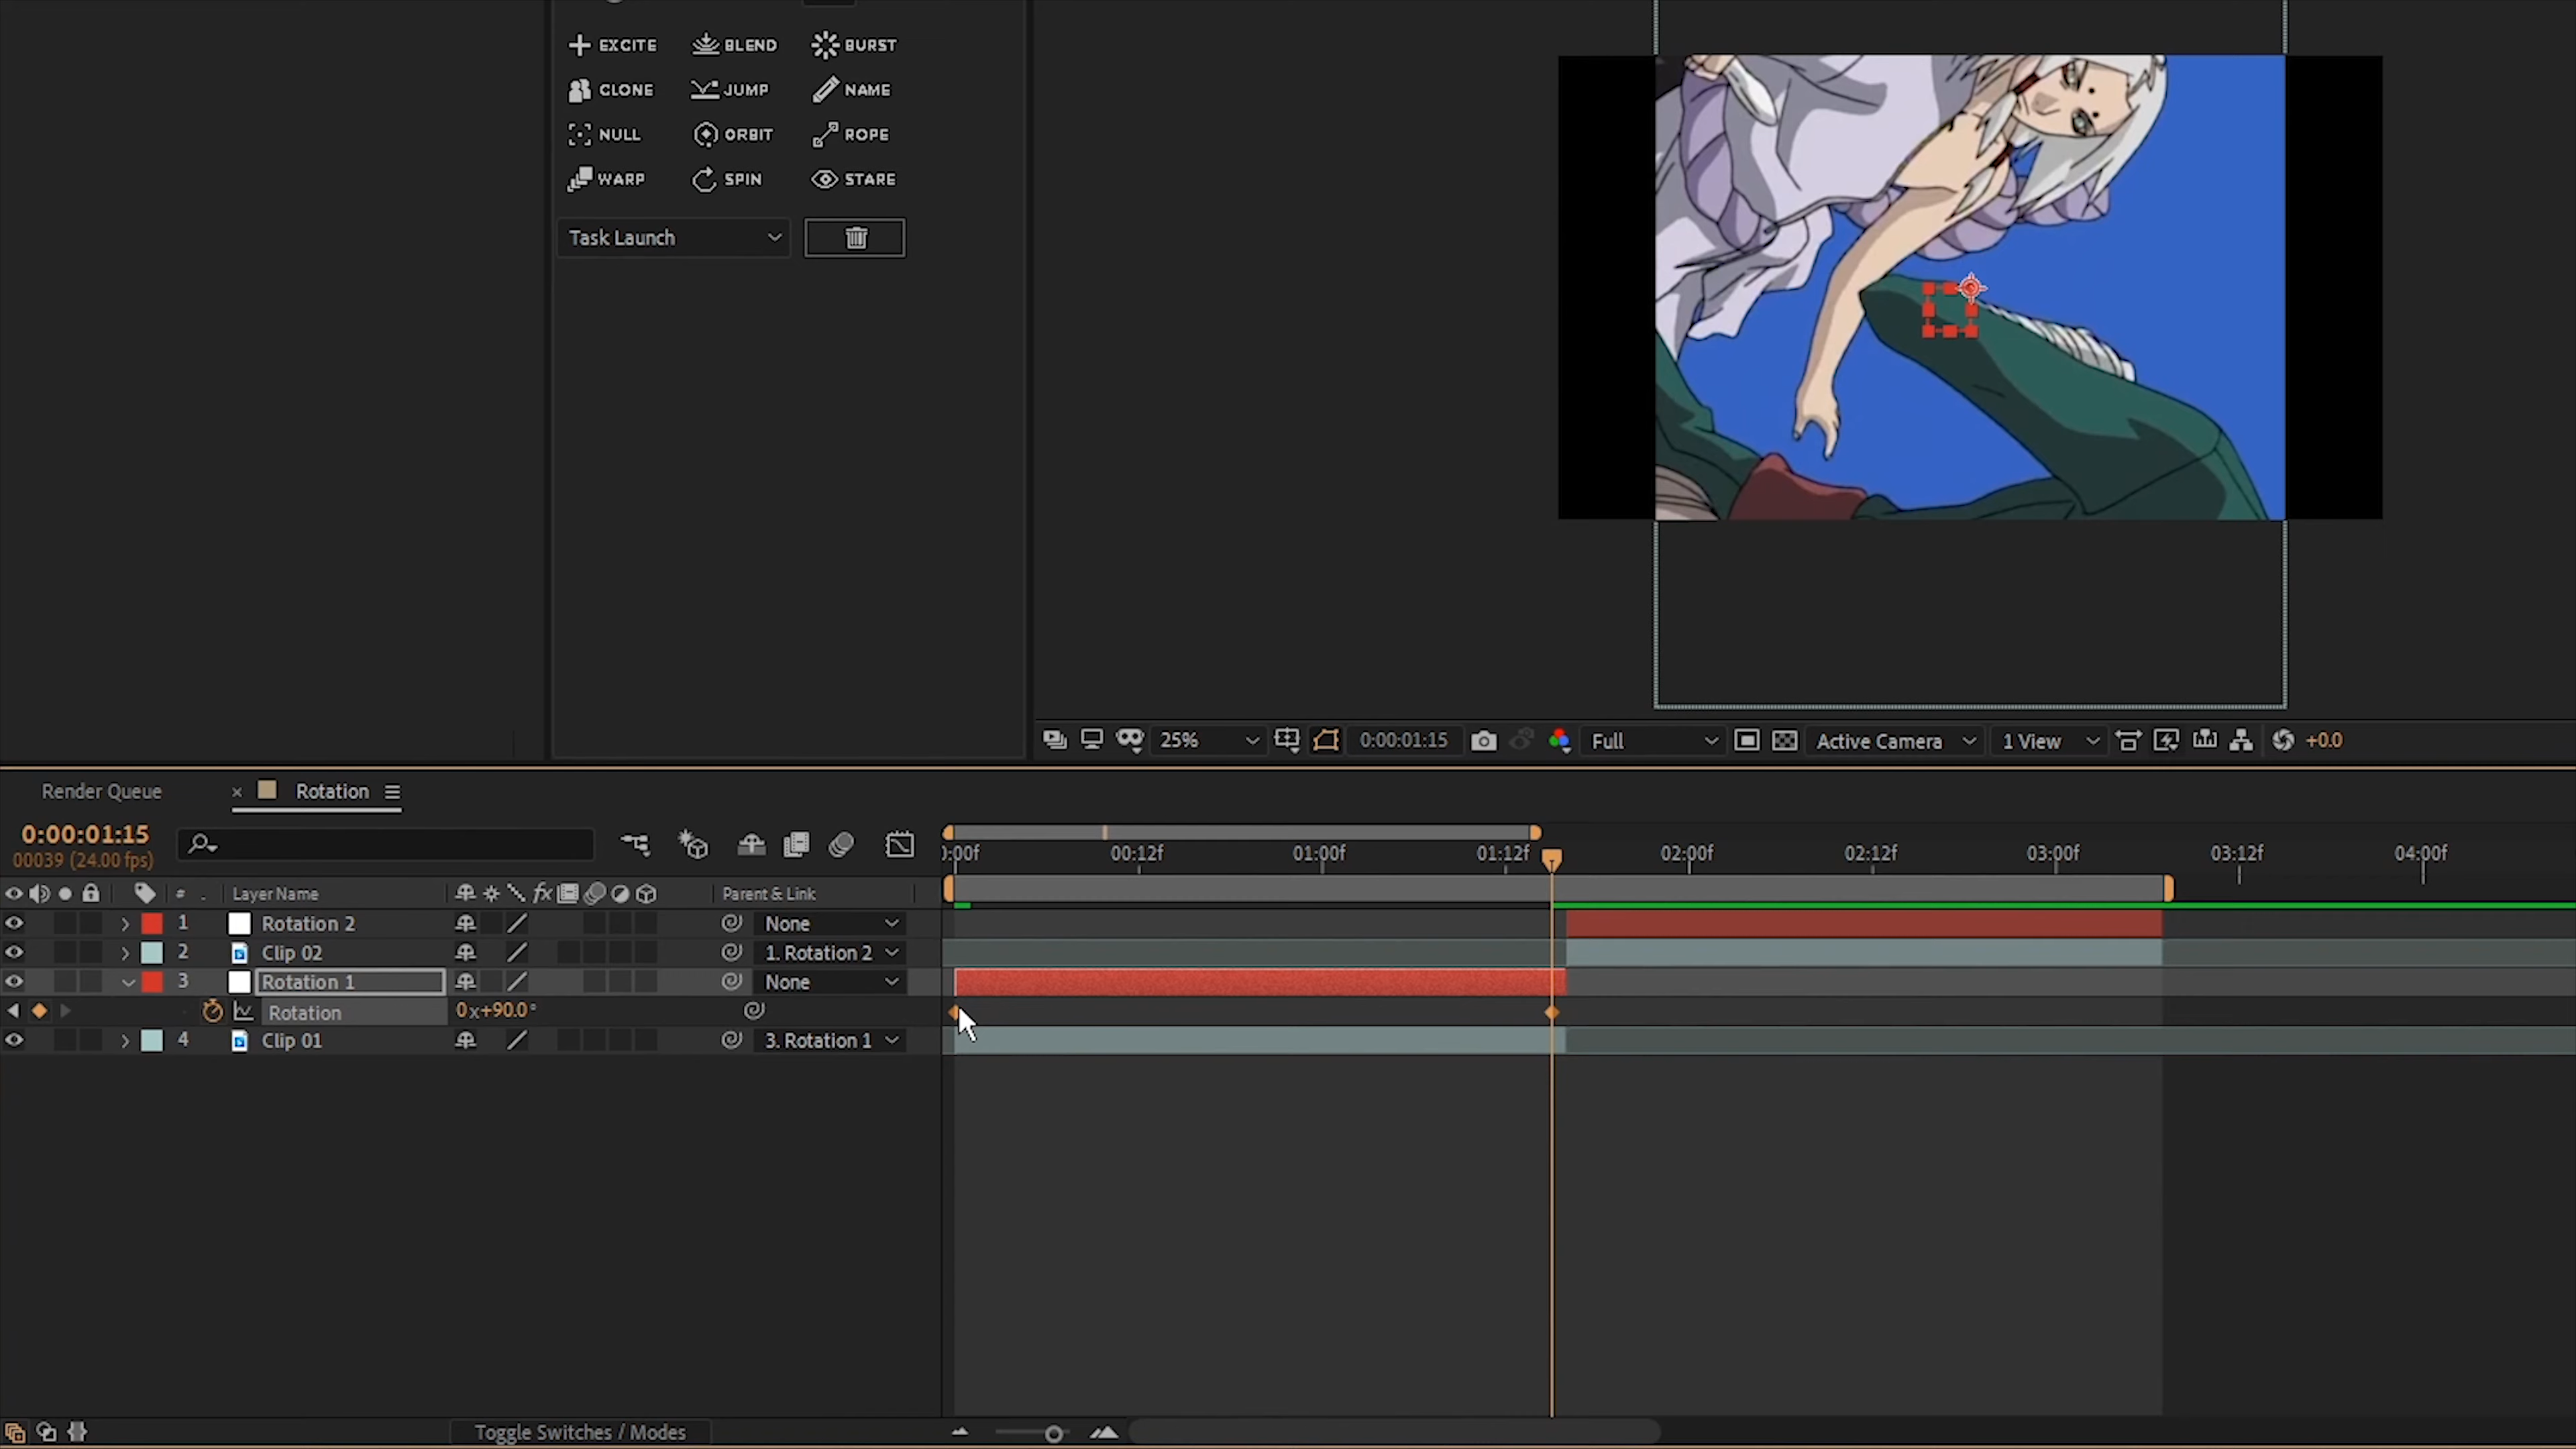 EXCITE BLEND BURST
CLONE JUMP NAME
NULL ORBIT ROPE
WARP SPIN STARE
Task Launch
25% 0:00:01:15 Full Active Camera 1 View +0.0
Render Queue × Rotation
0:00:01:15
00039 (24.00 fps)
):00f 00:12f 01:00f 01:12f 02:00f 02:12f 03:00f 03:12f 04:00f
# . Layer Name fx Parent & Link
1 Rotation 2 None
2 Clip 02 1. Rotation 2
3 Rotation 1 None
Rotation 0x+90.0°
4 Clip 01 3. Rotation 1
Toggle Switches / Modes